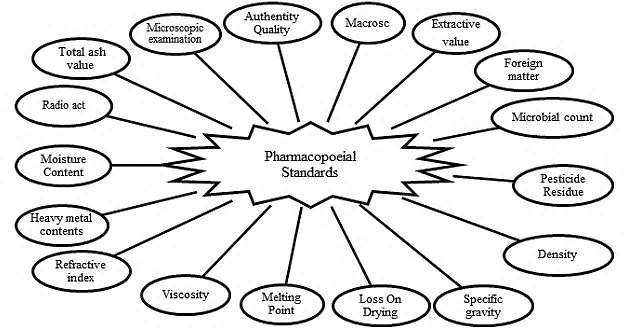 Authentity
Quality
Macrosc
Extractive
value
Microscopic
examination
Total ash
value
Foreign
matter
Radio act
Microbial count
Pharmacopoeial
Standards
Moisture
Content
Pesticide
Residue
Heavy metal
contents
Density
Refractive
index
Viscosity
Melting
Point
Loss On
Drying
Specific
gravity